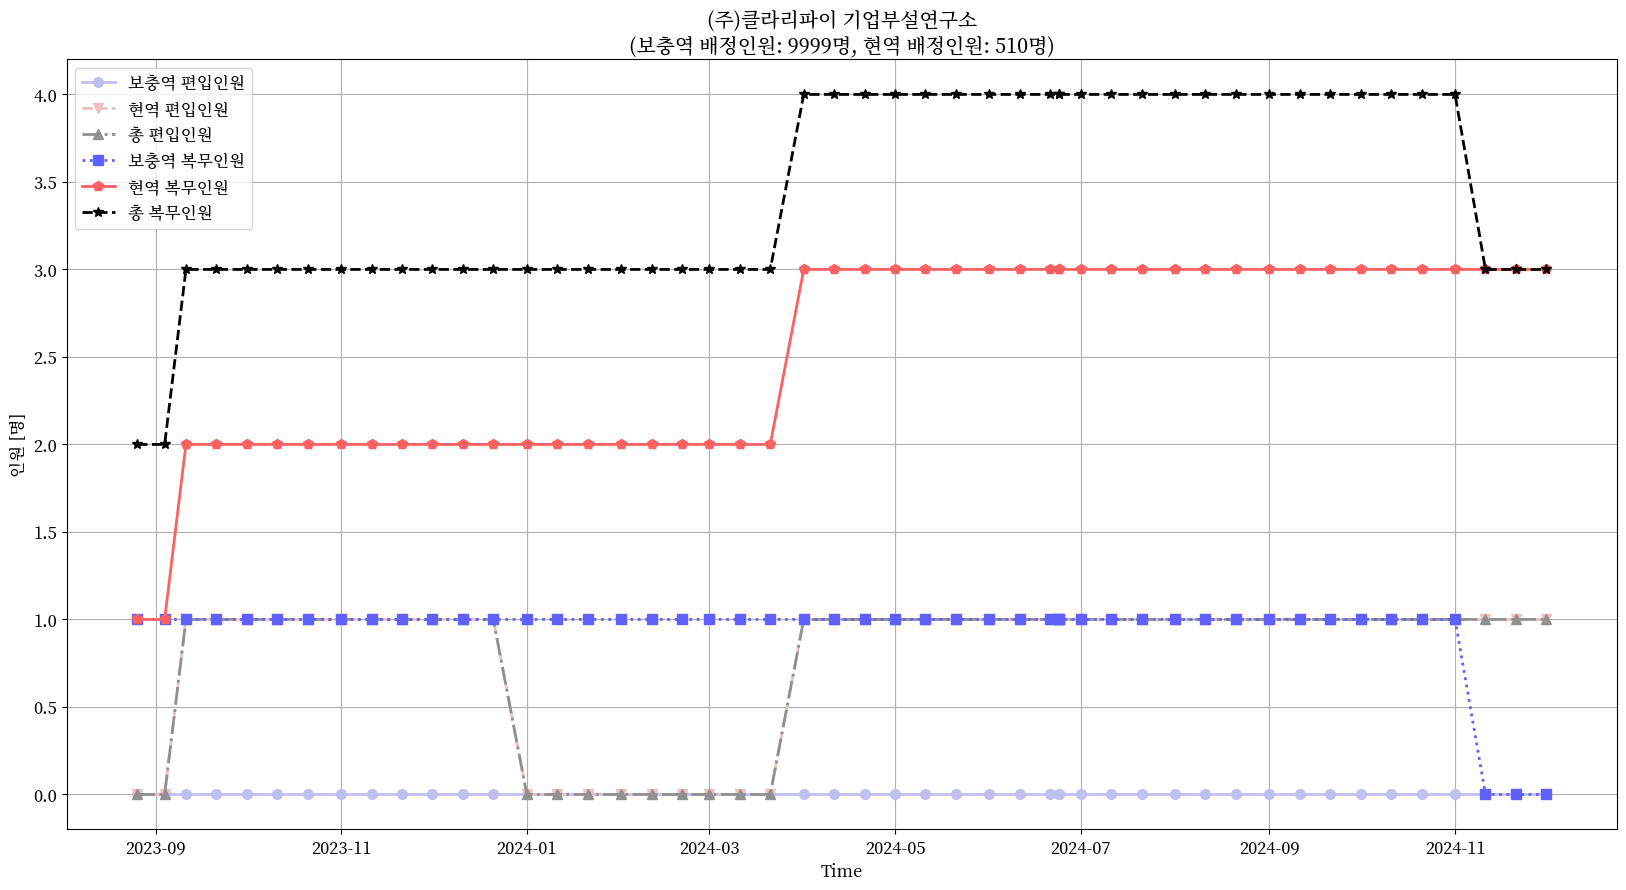 (주)클라리파이 기업부설연구소
(보충역 배정인원: 9999명, 현역 배정인원: 510명)
보충역 편입인원
현역 편입인원
총 편입인원
보충역 복무인원
현역 복무인원
총 복무인원
인원 [명]
4.0
3.5
3.0
2.5
2.0
1.5
1.0
0.5
0.0
2023-09 2023-11 2024-01 2024-03 2024-05 2024-07 2024-09 2024-11
Time